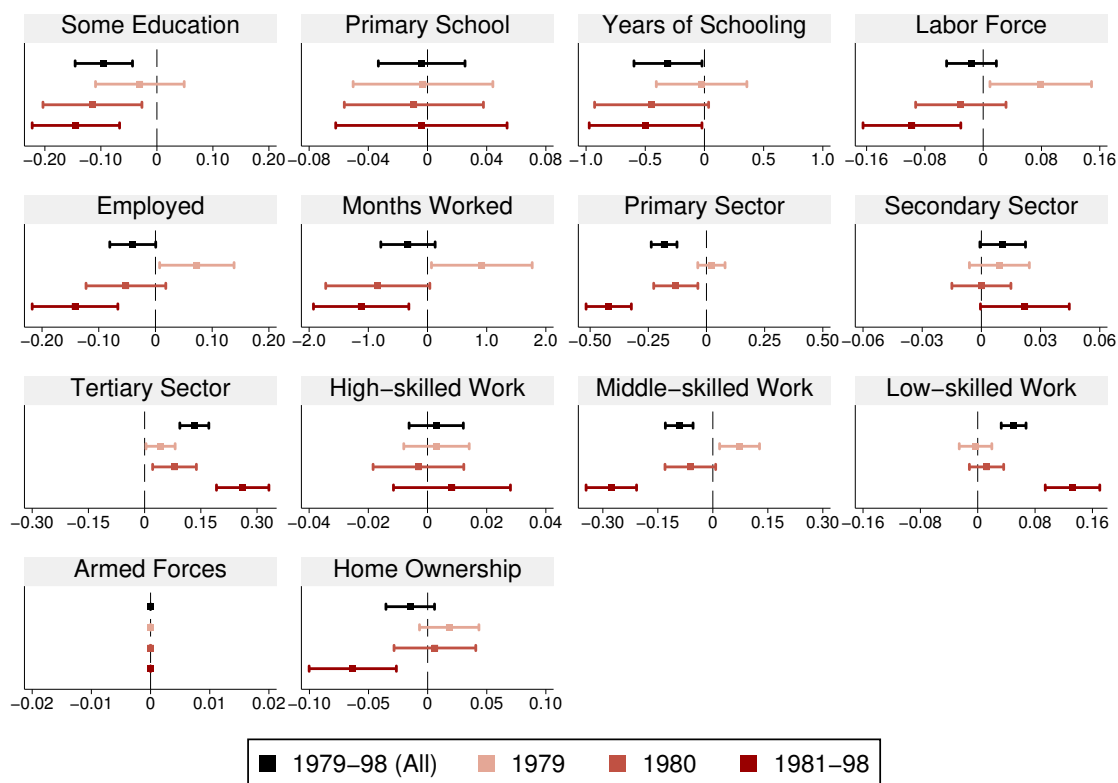 Some Education Primary School Years of Schooling Labor Force
−0.20 −0.10 0 0.10 0.20 −0.08 −0.04 0 0.04 0.08 −1.0 −0.5 0.0 0.5 1.0 −0.16 −0.08 0 0.08 0.16
Employed Months Worked Primary Sector Secondary Sector
−0.20 −0.10 0 0.10 0.20 −2.0 −1.0 0 1.0 2.0 −0.50 −0.25 0 0.25 0.50 −0.06 −0.03 0 0.03 0.06
Tertiary Sector High−skilled Work Middle−skilled Work Low−skilled Work
−0.30 −0.15 0 0.15 0.30 −0.04 −0.02 0 0.02 0.04 −0.30 −0.15 0 0.15 0.30 −0.16 −0.08 0 0.08 0.16
Armed Forces Home Ownership
−0.02 −0.01 0 0.01 0.02 −0.10 −0.05 0 0.05 0.10
1979−98 (All) 1979 1980 1981−98